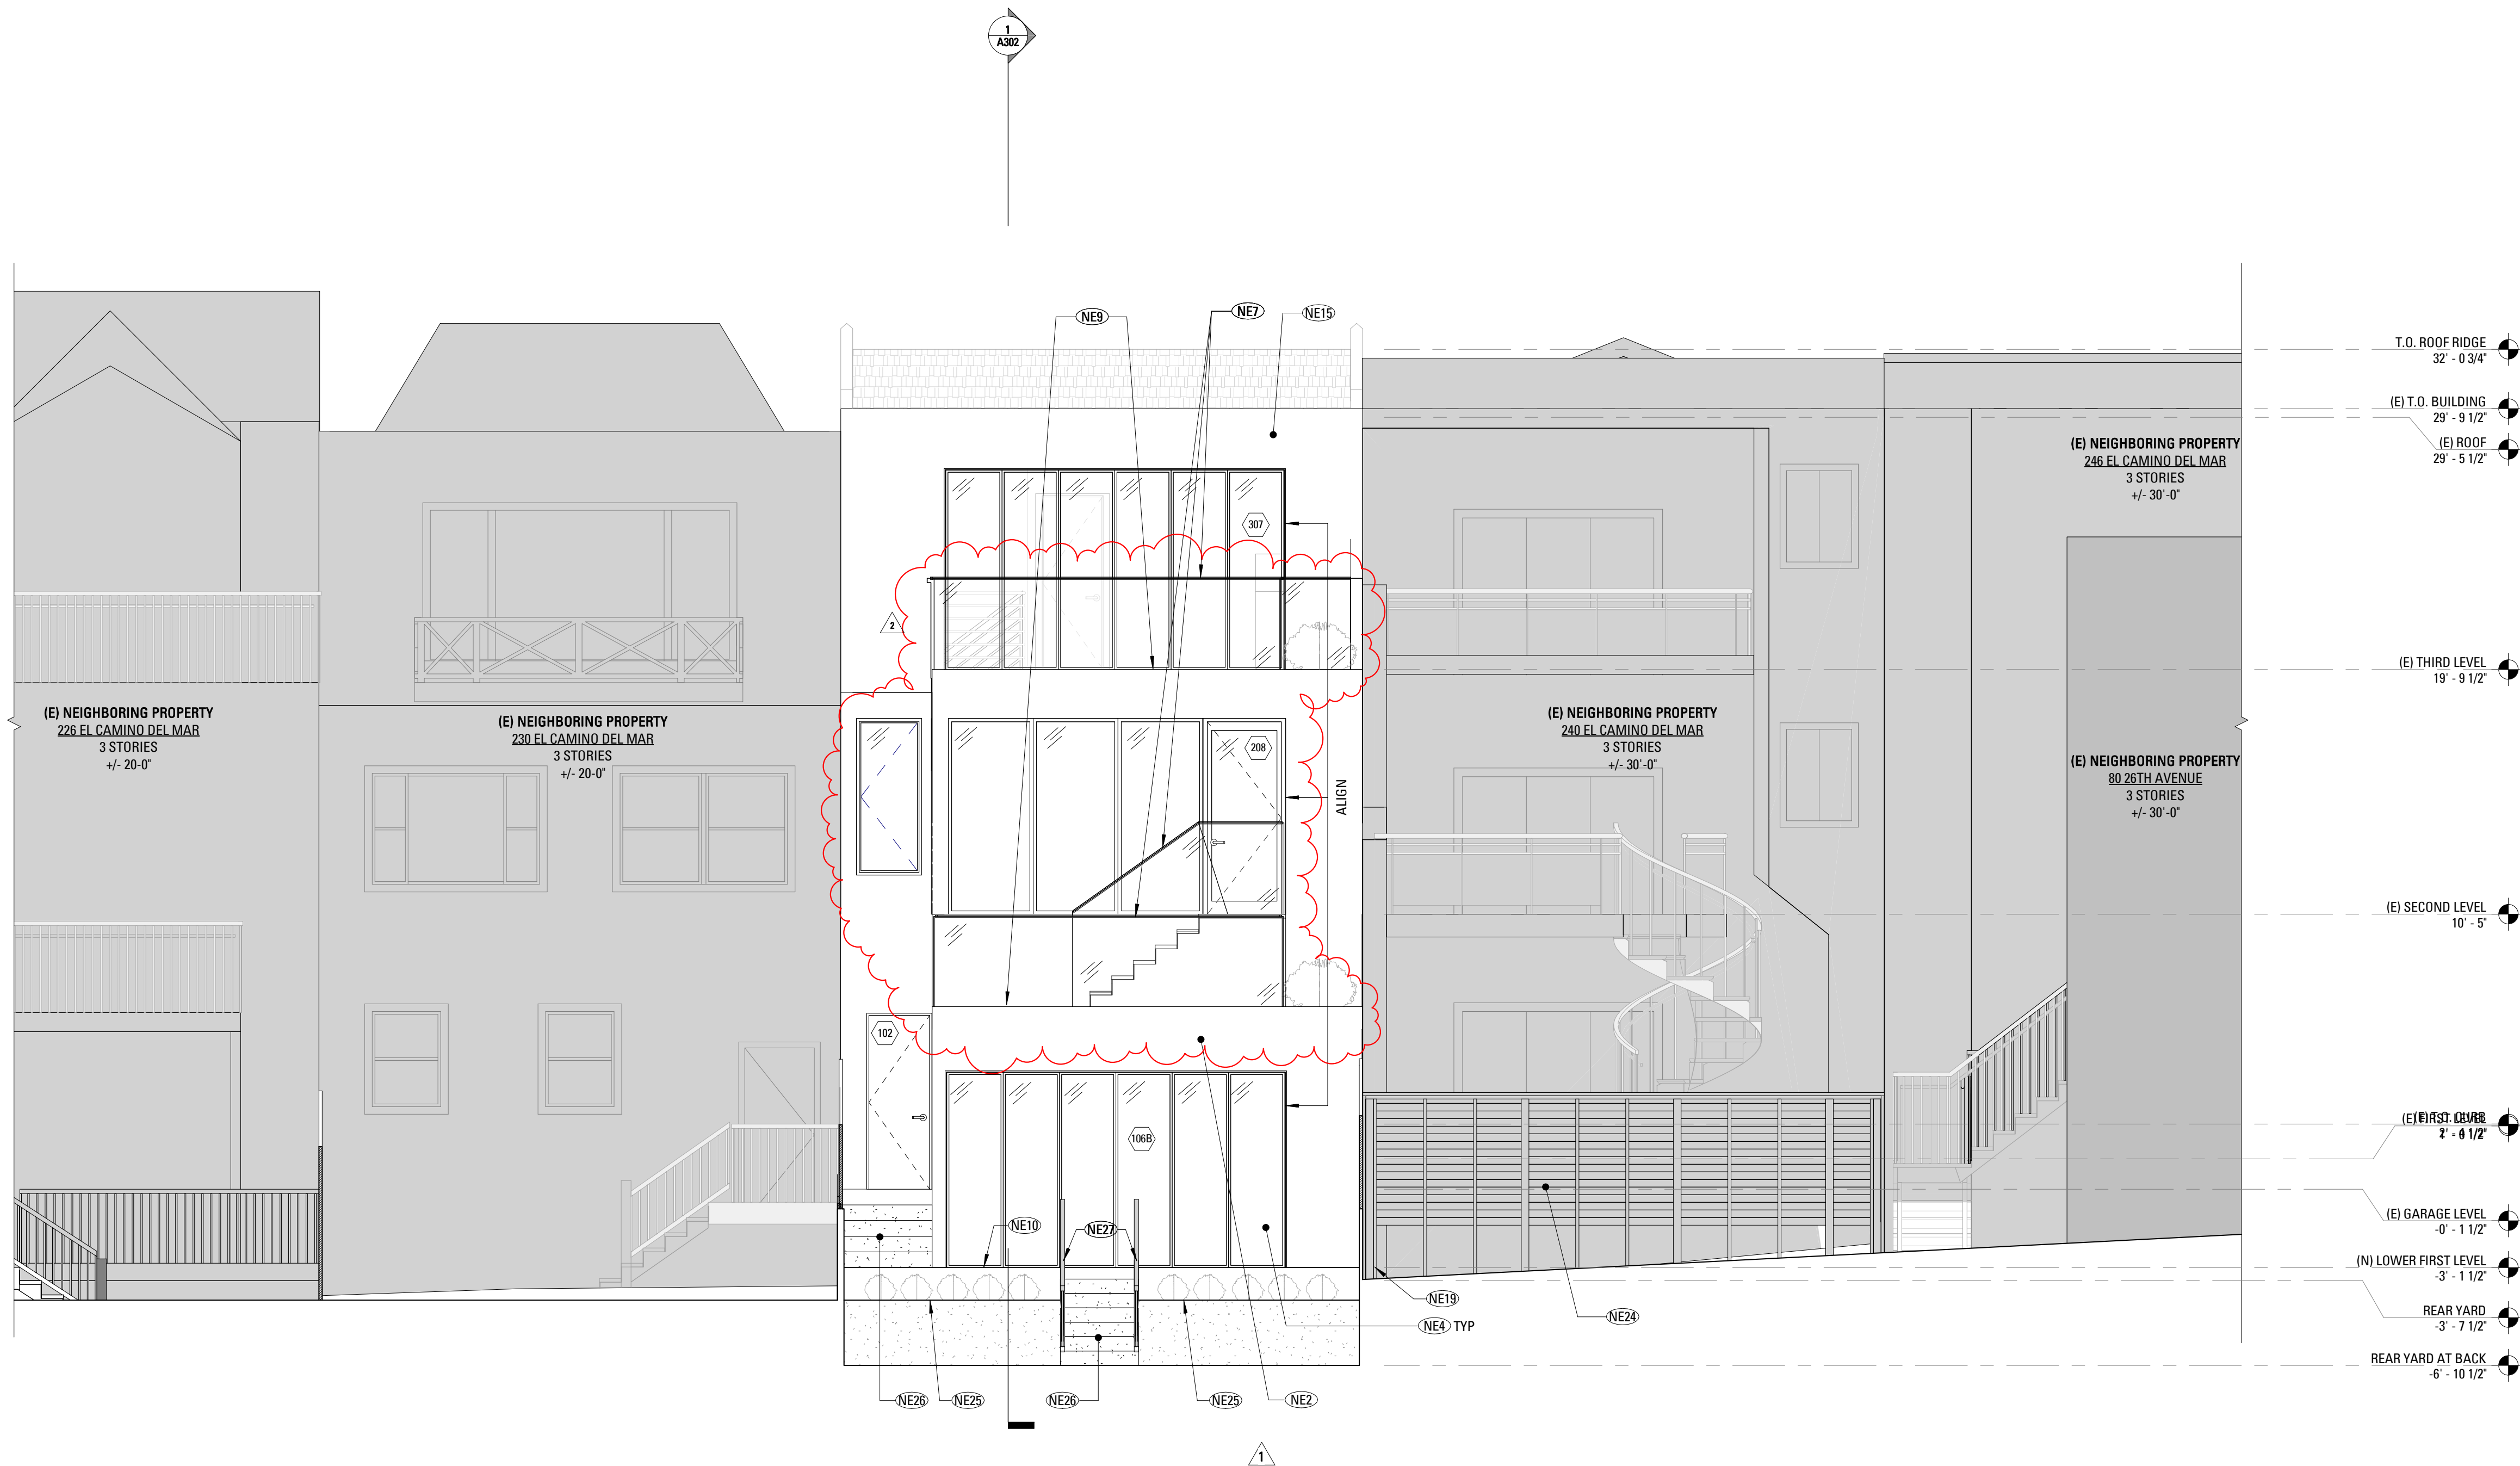 1
A302
NE9
NE7
NE15
T.O. ROOF RIDGE
32' - 0 3/4"
(E) T.O. BUILDING
29' - 9 1/2"
(E) ROOF
29' - 5 1/2"
(E) NEIGHBORING PROPERTY
246 EL CAMINO DEL MAR
3 STORIES
+/- 30'-0"
307
2
(E) THIRD LEVEL
19' - 9 1/2"
(E) NEIGHBORING PROPERTY
226 EL CAMINO DEL MAR
3 STORIES
+/- 20-0"
(E) NEIGHBORING PROPERTY
230 EL CAMINO DEL MAR
3 STORIES
+/- 20-0"
208
ALIGN
(E) NEIGHBORING PROPERTY
240 EL CAMINO DEL MAR
3 STORIES
+/- 30'-0"
(E) NEIGHBORING PROPERTY
80 26TH AVENUE
3 STORIES
+/- 30'-0"
(E) SECOND LEVEL
10' - 5"
102
106B
(E) FIRST LEVEL
(E) T.O. CURB
NE10
NE27
(E) GARAGE LEVEL
-0' - 1 1/2"
(N) LOWER FIRST LEVEL
-3' - 1 1/2"
NE19
NE24
NE4 TYP
REAR YARD
-3' - 7 1/2"
REAR YARD AT BACK
-6' - 10 1/2"
NE26
NE25
NE26
NE25
NE2
1